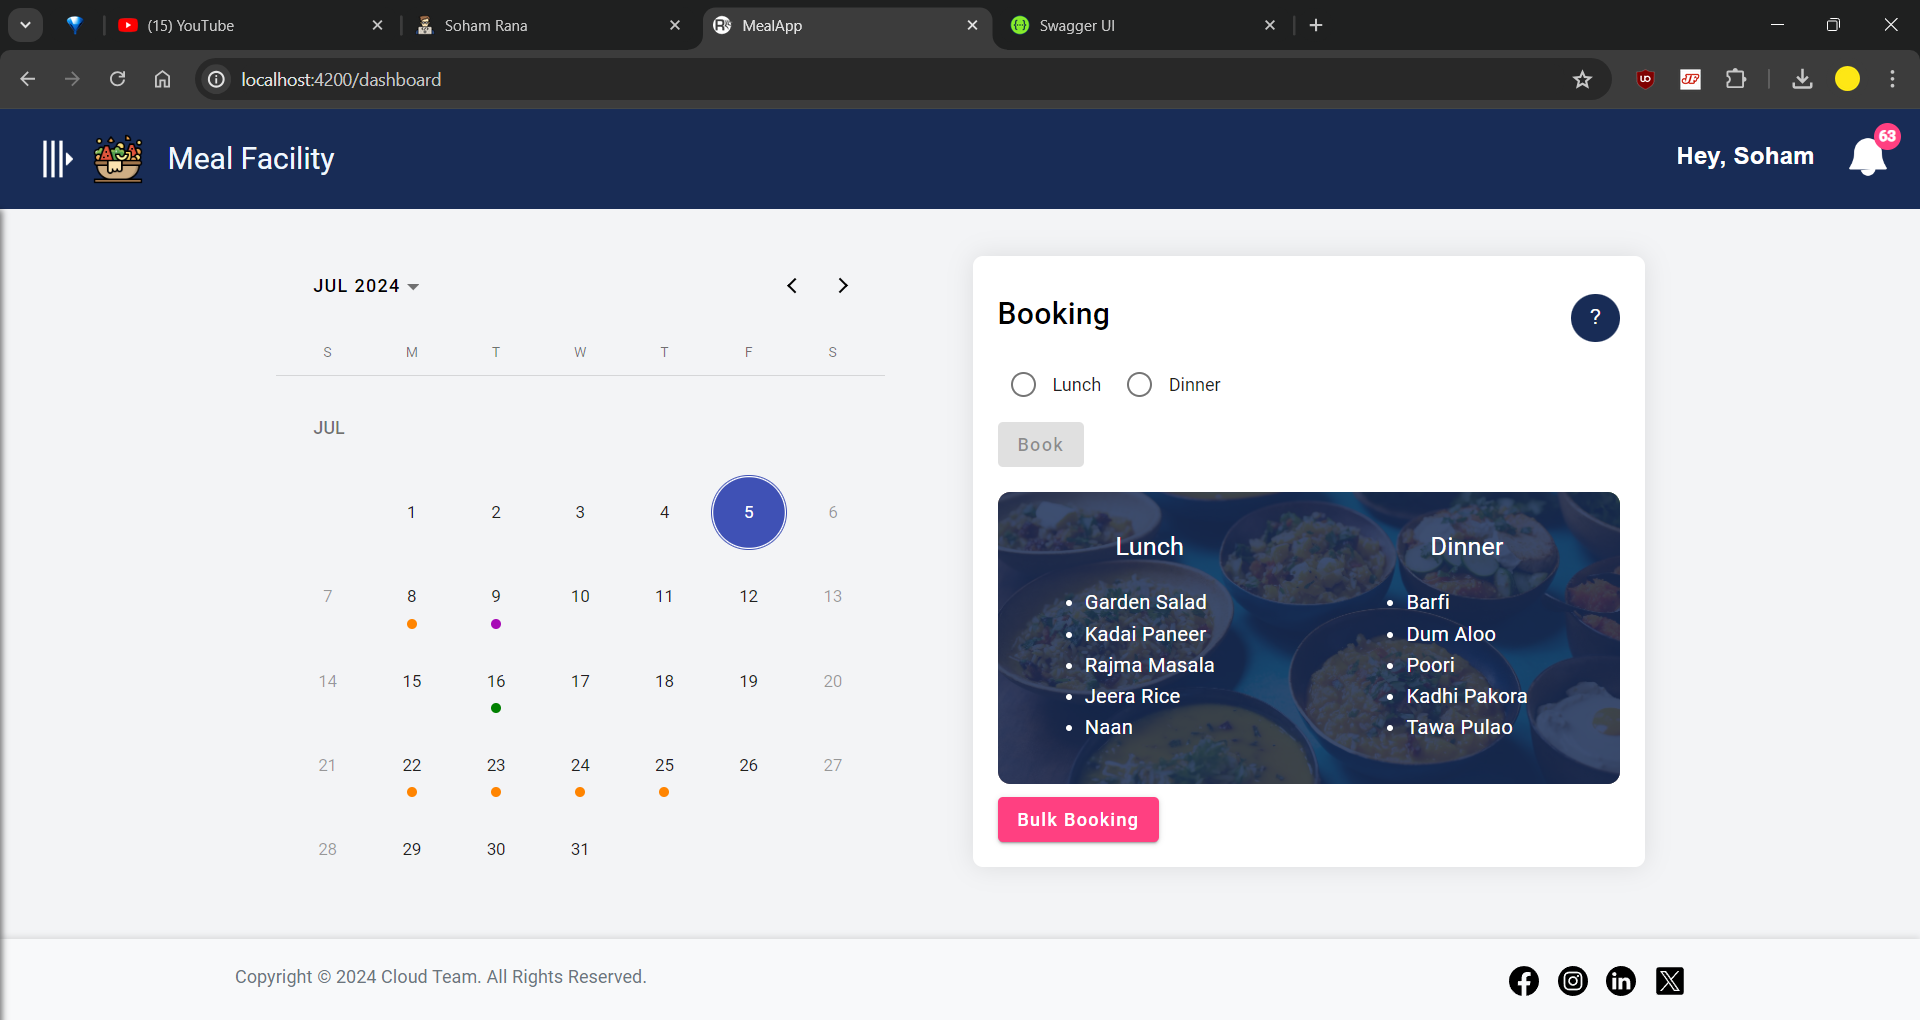 (15) YouTube
Soham Rana
MealApp
Swagger UI
localhost:4200/dashboard
Meal Facility
Hey, Soham
63
JUL 2024
S M T W T F S
JUL
1 2 3 4 5 6
7 8 9 10 11 12 13
14 15 16 17 18 19 20
21 22 23 24 25 26 27
28 29 30 31
Booking
?
Lunch Dinner
Book
Lunch
Garden Salad
Kadai Paneer
Rajma Masala
Jeera Rice
Naan
Dinner
Barfi
Dum Aloo
Poori
Kadhi Pakora
Tawa Pulao
Bulk Booking
Copyright © 2024 Cloud Team. All Rights Reserved.